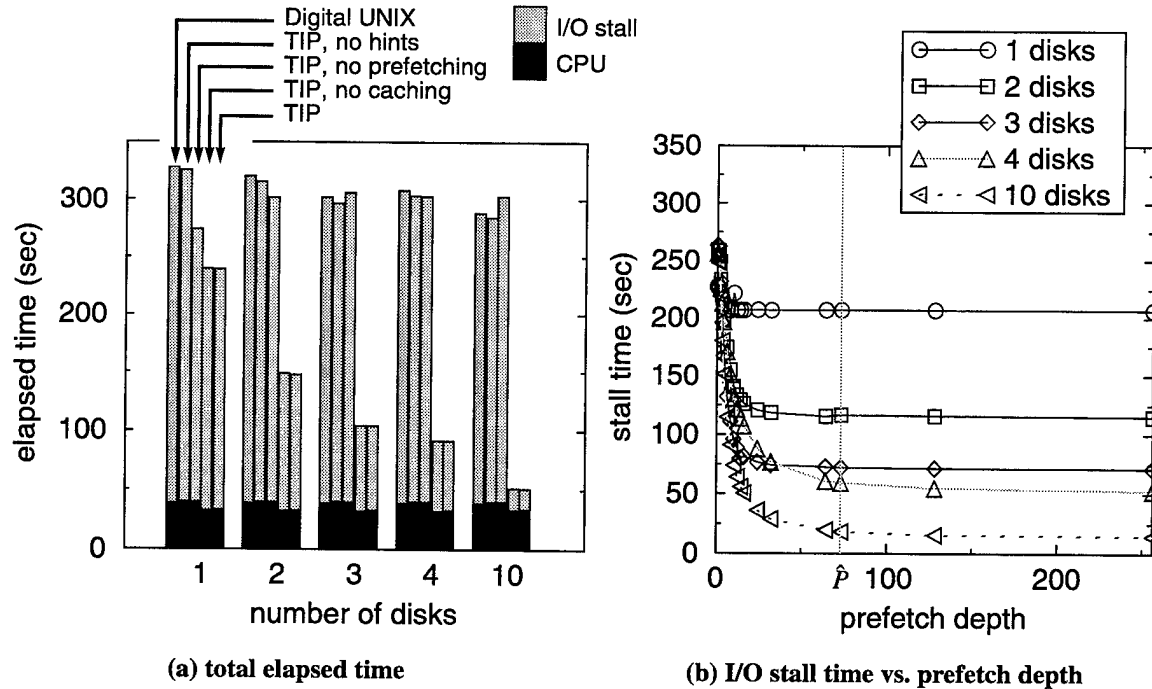 Digital UNIX
TIP, no hints
TIP, no prefetching
TIP, no caching
TIP
I/O stall
CPU
elapsed time (sec)
300
200
100
0
1 2 3 4 10
number of disks
(a) total elapsed time
1 disks
2 disks
3 disks
4 disks
10 disks
stall time (sec)
350
300
250
200
150
100
50
0
0 P̂ 100 200
prefetch depth
(b) I/O stall time vs. prefetch depth